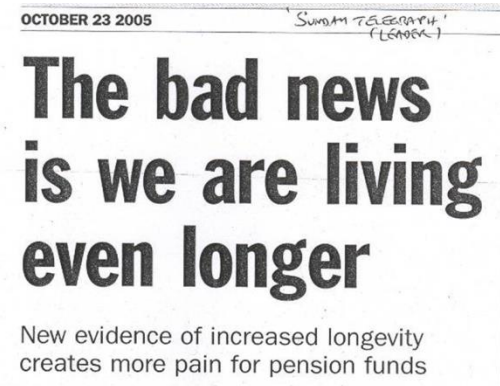 OCTOBER 23 2005
'SUNDAY TELEGRAPH'
(LEADER)
The bad news
is we are living
even longer
New evidence of increased longevity
creates more pain for pension funds